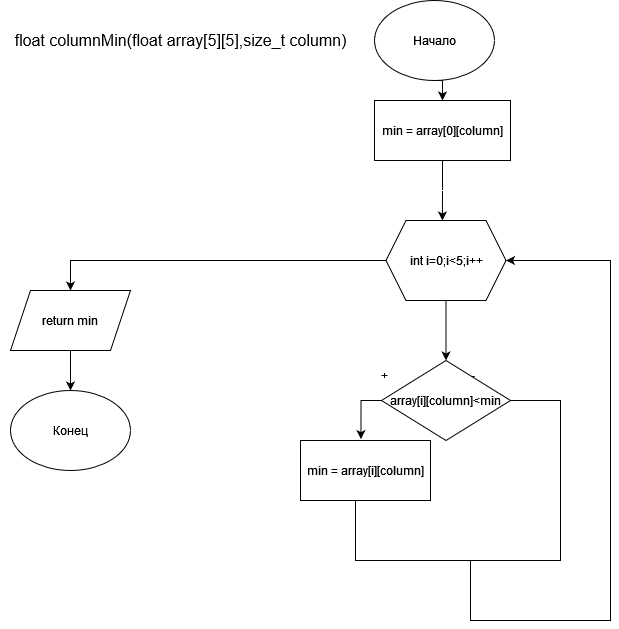 float columnMin(float array[5][5],size_t column)
Начало
min = array[0][column]
int i=0;i<5;i++
return min
Конец
+
-
array[i][column]<min
min = array[i][column]